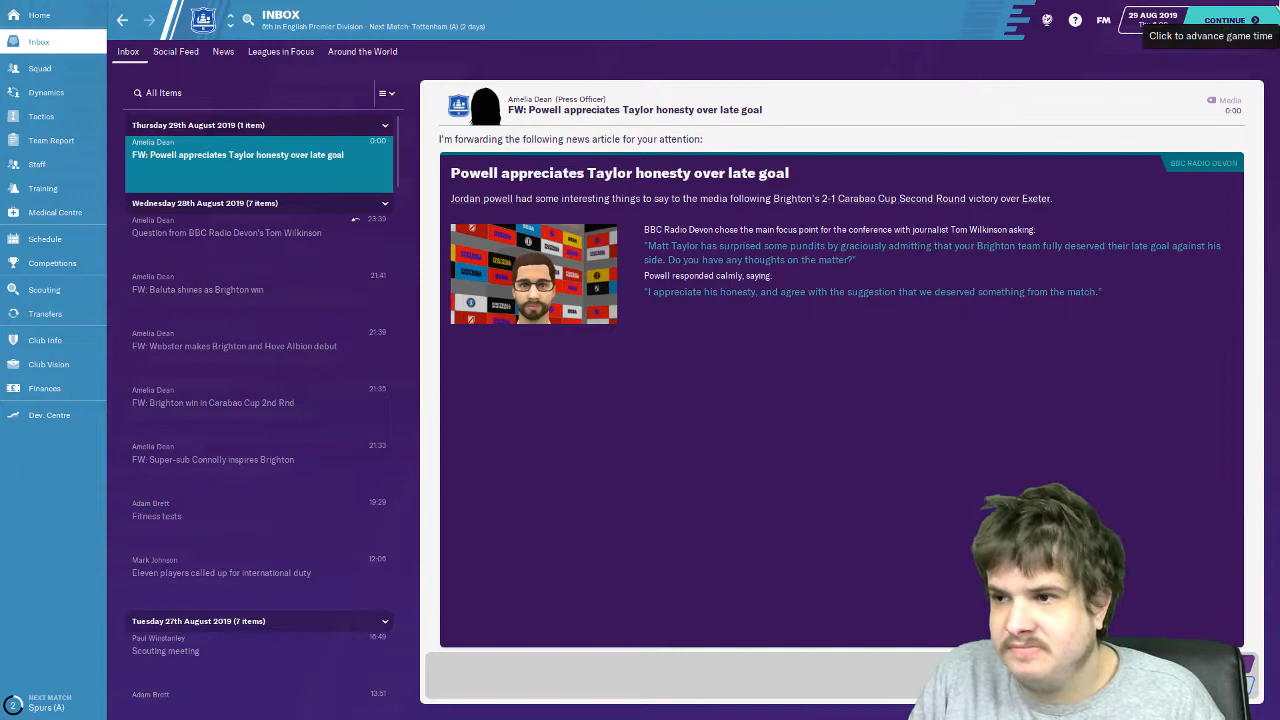 Home
Inbox
Squad
Dynamics
Tactics
Team Report
Staff
Training
Medical Centre
Schedule
Competitions
Scouting
Transfers
Club Info
Club Vision
Finances
Dev. Centre
2
NEXT MATCH
Spurs (A)
INBOX
6th in English Premier Division - Next Match: Tottenham (A) (2 days)
FM
29 AUG 2019
CONTINUE
Click to advance game time
Inbox
Social Feed
News
Leagues in Focus
Around the World
All Items
Thursday 29th August 2019 (1 item)
Amelia Dean 0:00
FW: Powell appreciates Taylor honesty over late goal
Wednesday 28th August 2019 (7 items)
Amelia Dean 23:39
Question from BBC Radio Devon's Tom Wilkinson
Amelia Dean 21:41
FW: Baluta shines as Brighton win
Amelia Dean 21:39
FW: Webster makes Brighton and Hove Albion debut
Amelia Dean 21:35
FW: Brighton win in Carabao Cup 2nd Rnd
Amelia Dean 21:33
FW: Super-sub Connolly inspires Brighton
Adam Brett 19:29
Fitness tests
Mark Johnson 12:06
Eleven players called up for international duty
Tuesday 27th August 2019 (7 items)
Paul Winstanley 16:49
Scouting meeting
Adam Brett 13:51
Amelia Dean (Press Officer)
FW: Powell appreciates Taylor honesty over late goal
Media
0:00
I'm forwarding the following news article for your attention:
BBC RADIO DEVON
Powell appreciates Taylor honesty over late goal
Jordan powell had some interesting things to say to the media following Brighton's 2-1 Carabao Cup Second Round victory over Exeter.
BBC Radio Devon chose the main focus point for the conference with journalist Tom Wilkinson asking:
"Matt Taylor has surprised some pundits by graciously admitting that your Brighton team fully deserved their late goal against his
side. Do you have any thoughts on the matter?"
Powell responded calmly, saying:
"I appreciate his honesty, and agree with the suggestion that we deserved something from the match."